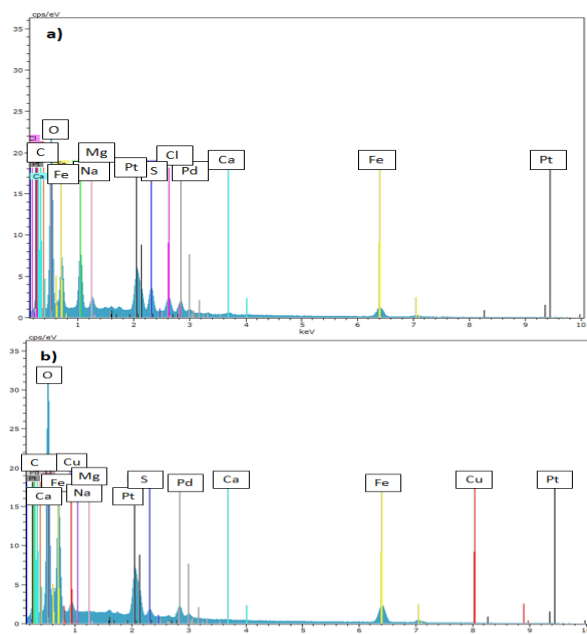 cps/eV
a)
35
30
25
O
20
C Mg Cl
Pt Ca Fe Pt
Ca Fe Na S Pd
15
10
5
0
1 2 3 4 5 6 7 8 9 10
keV
cps/eV
b)
35
O
30
25
20
C Cu
Fe Mg S
Ca Na Pt Pd Ca Fe Cu Pt
15
10
5
0
1 2 3 4 5 6 7 8 9